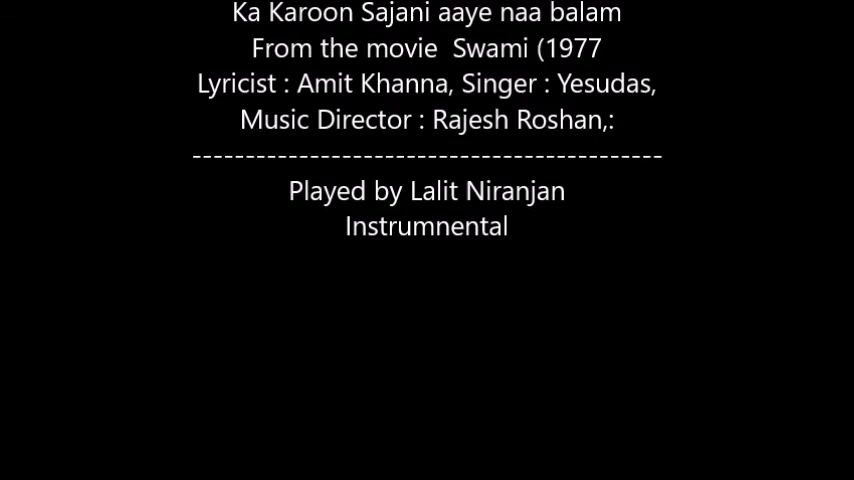 Ka Karoon Sajani aaye naa balam
From the movie  Swami (1977
Lyricist : Amit Khanna, Singer : Yesudas,
Music Director : Rajesh Roshan,:
--------------------------------------------
Played by Lalit Niranjan
Instrumnental